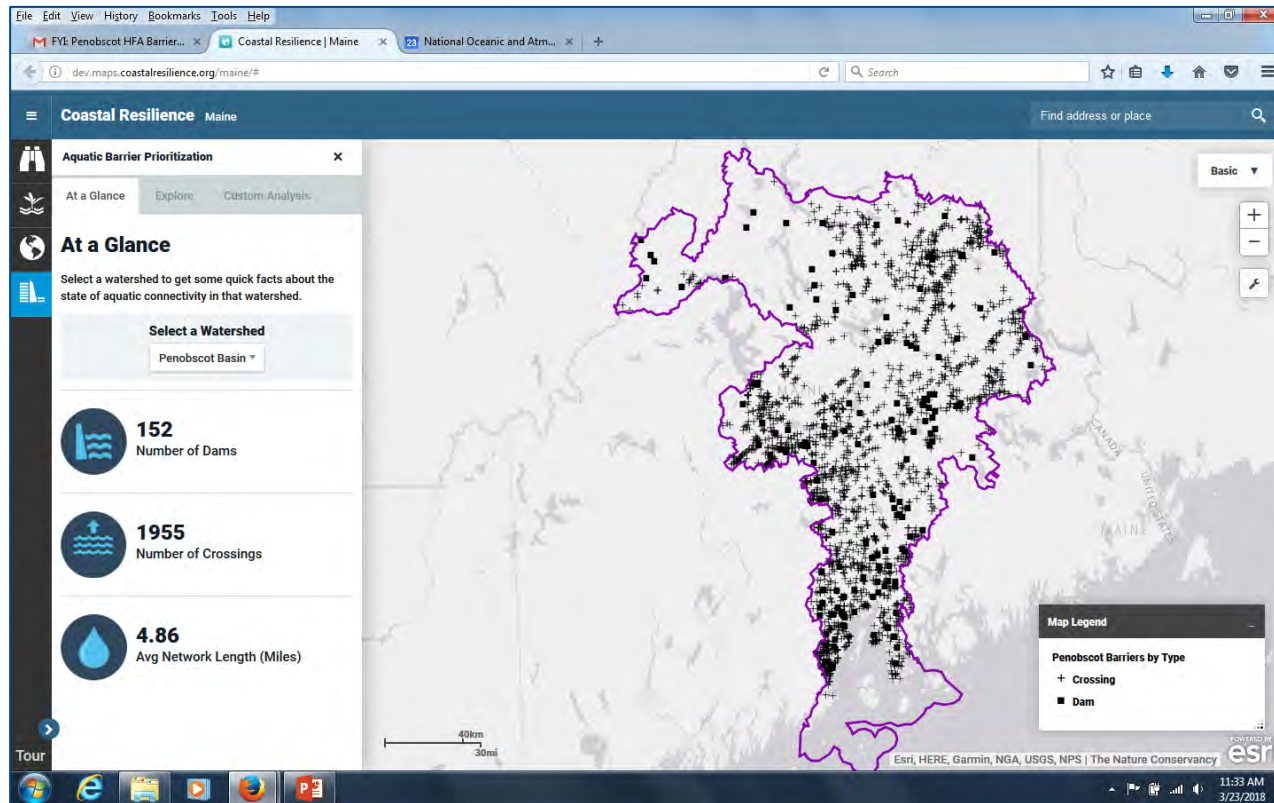 File Edit View History Bookmarks Tools Help
FYI: Penobscot HFA Barrier...
Coastal Resilience | Maine
National Oceanic and Atm...
dev.maps.coastalresilience.org/maine/#
Search
Coastal Resilience Maine
Find address or place
Aquatic Barrier Prioritization
At a Glance Explore Custom Analysis
At a Glance
Select a watershed to get some quick facts about the
state of aquatic connectivity in that watershed.
Select a Watershed
Penobscot Basin
152
Number of Dams
1955
Number of Crossings
4.86
Avg Network Length (Miles)
Tour
Basic
MAINE
CANADA
UNITED STATES
MAINE
40km
30mi
Map Legend
Penobscot Barriers by Type
Crossing
Dam
POWERED BY
esri
Esri, HERE, Garmin, NGA, USGS, NPS | The Nature Conservancy
11:33 AM
3/23/2018